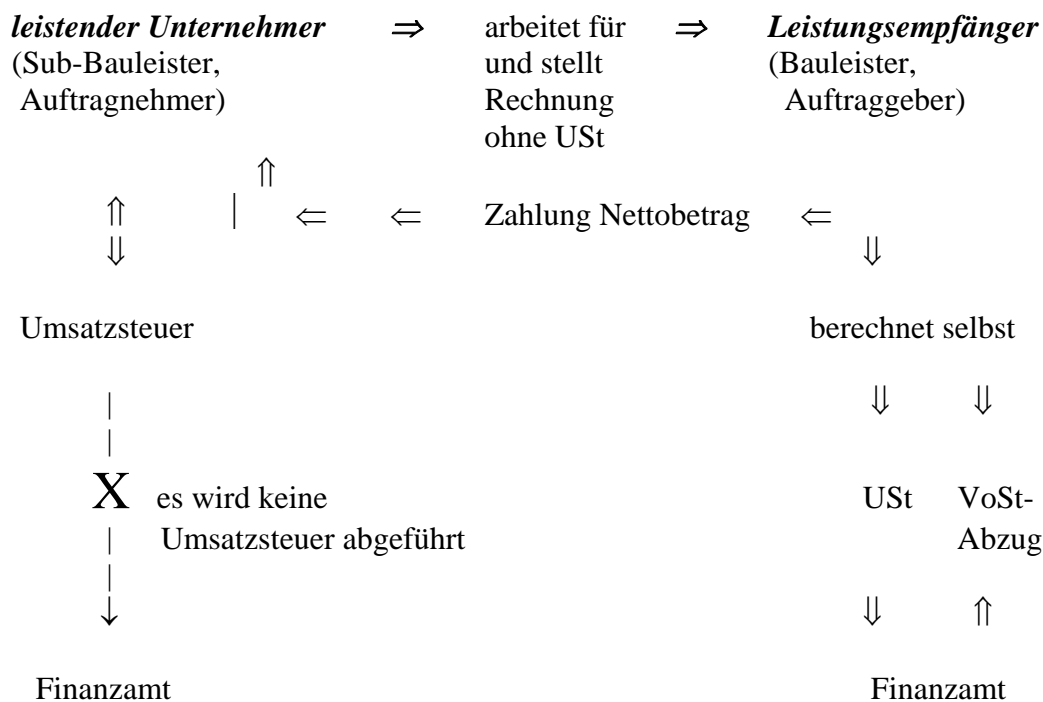 leistender Unternehmer ⇒ arbeitet für ⇒ Leistungsempfänger
(Sub-Bauleister, und stellt (Bauleister,
Auftragnehmer) Rechnung Auftraggeber)
ohne USt
⇑
⇑ | ⇐ ⇐ Zahlung Nettobetrag ⇐
⇓ ⇓
Umsatzsteuer berechnet selbst
| ⇓ ⇓
|
X es wird keine USt VoSt-
| Umsatzsteuer abgeführt Abzug
|
↓ ⇓ ⇑
Finanzamt Finanzamt